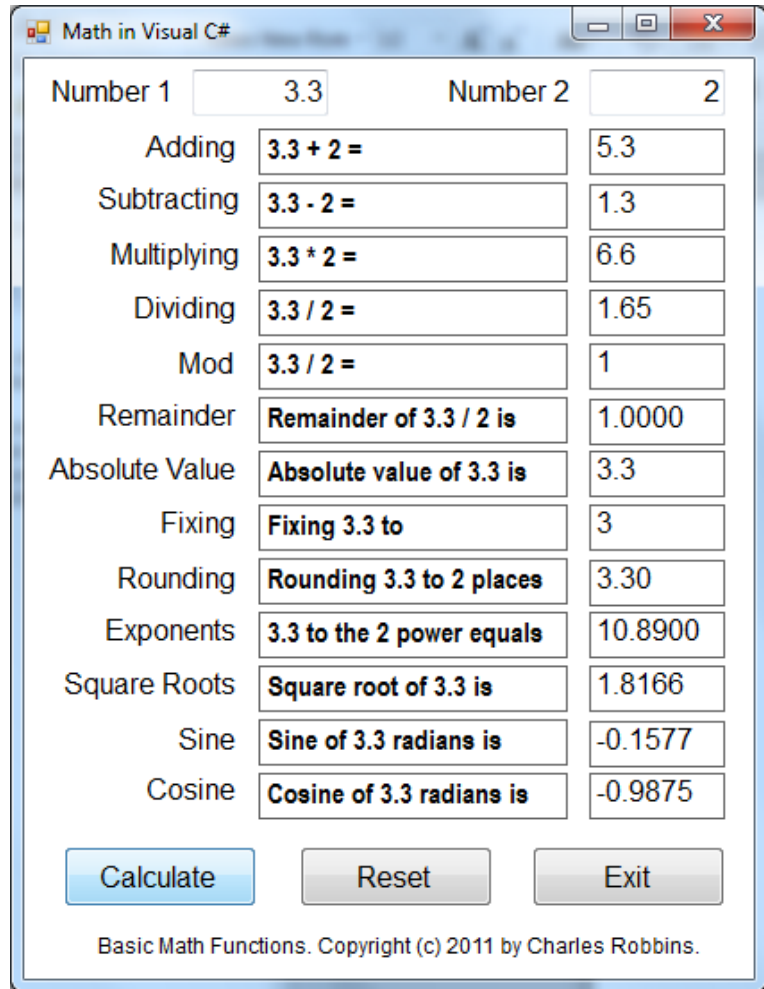 Math in Visual C#
Number 1 3.3 Number 2 2
Adding 3.3 + 2 = 5.3
Subtracting 3.3 - 2 = 1.3
Multiplying 3.3 * 2 = 6.6
Dividing 3.3 / 2 = 1.65
Mod 3.3 / 2 = 1
Remainder Remainder of 3.3 / 2 is 1.0000
Absolute Value Absolute value of 3.3 is 3.3
Fixing Fixing 3.3 to 3
Rounding Rounding 3.3 to 2 places 3.30
Exponents 3.3 to the 2 power equals 10.8900
Square Roots Square root of 3.3 is 1.8166
Sine Sine of 3.3 radians is -0.1577
Cosine Cosine of 3.3 radians is -0.9875
Calculate Reset Exit
Basic Math Functions. Copyright (c) 2011 by Charles Robbins.